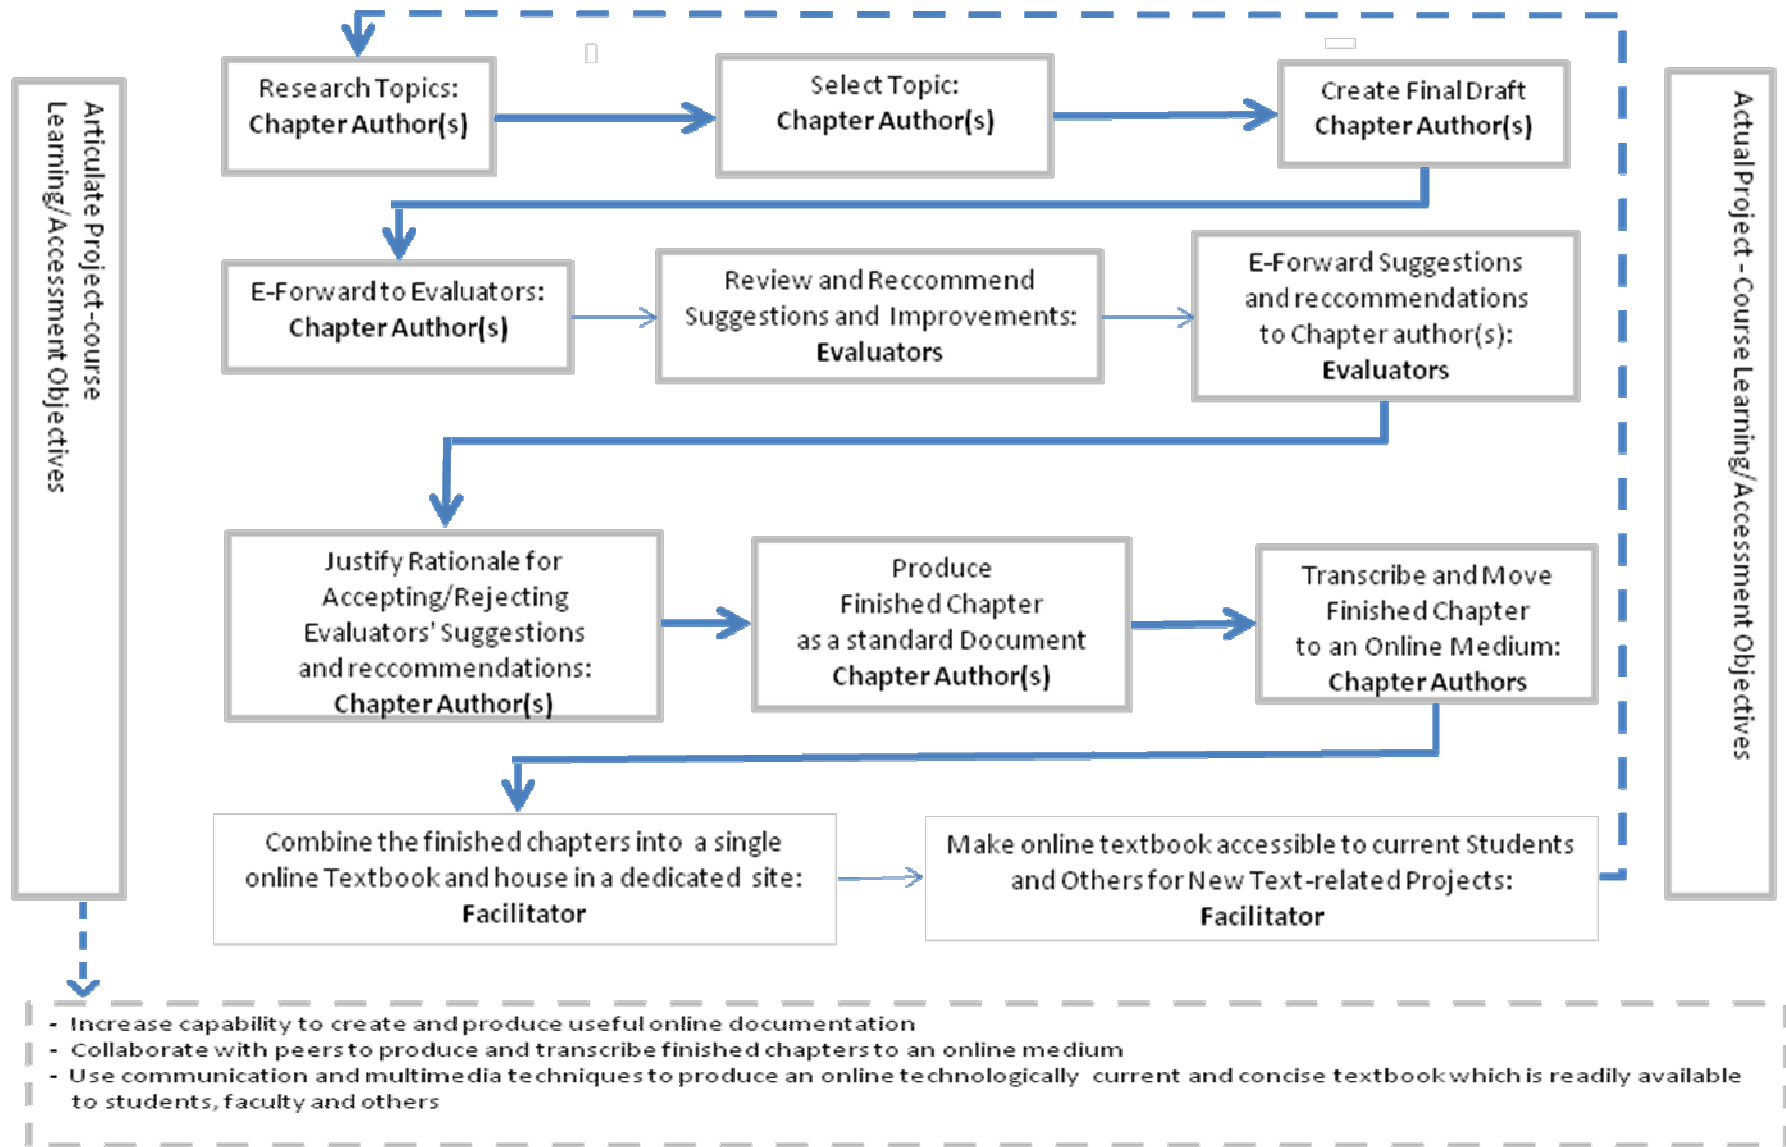 Articulate Project-course
Learning/Accessment Objectives
Research Topics:
Chapter Author(s)
Select Topic:
Chapter Author(s)
Create Final Draft
Chapter Author(s)
E-Forward to Evaluators:
Chapter Author(s)
Review and Reccommend
Suggestions and Improvements:
Evaluators
E-Forward Suggestions
and reccommendations
to Chapter author(s):
Evaluators
Justify Rationale for
Accepting/Rejecting
Evaluators' Suggestions
and reccommendations:
Chapter Author(s)
Produce
Finished Chapter
as a standard Document
Chapter Author(s)
Transcribe and Move
Finished Chapter
to an Online Medium:
Chapter Authors
Combine the finished chapters into a single
online Textbook and house in a dedicated site:
Facilitator
Make online textbook accessible to current Students
and Others for New Text-related Projects:
Facilitator
Actual Project - Course Learning/Accessment Objectives
- Increase capability to create and produce useful online documentation
- Collaborate with peers to produce and transcribe finished chapters to an online medium
- Use communication and multimedia techniques to produce an online technologically current and concise textbook which is readily available
to students, faculty and others